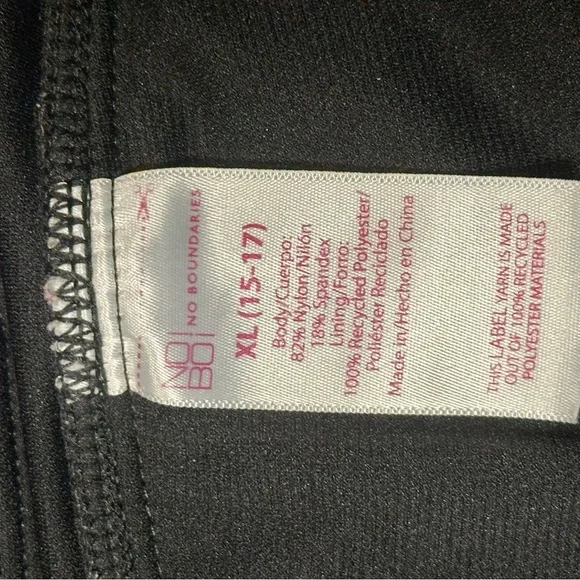 NO
BO
NO BOUNDARIES
XL (15-17)
Body/Cuerpo:
82% Nylon/Nilón
18% Spandex
Lining/Forro:
100% Recycled Polyester/
Poliéster Reciclado
Made in/Hecho en China
THIS LABEL YARN IS MADE
OUT OF 100% RECYCLED
POLYESTER MATERIALS